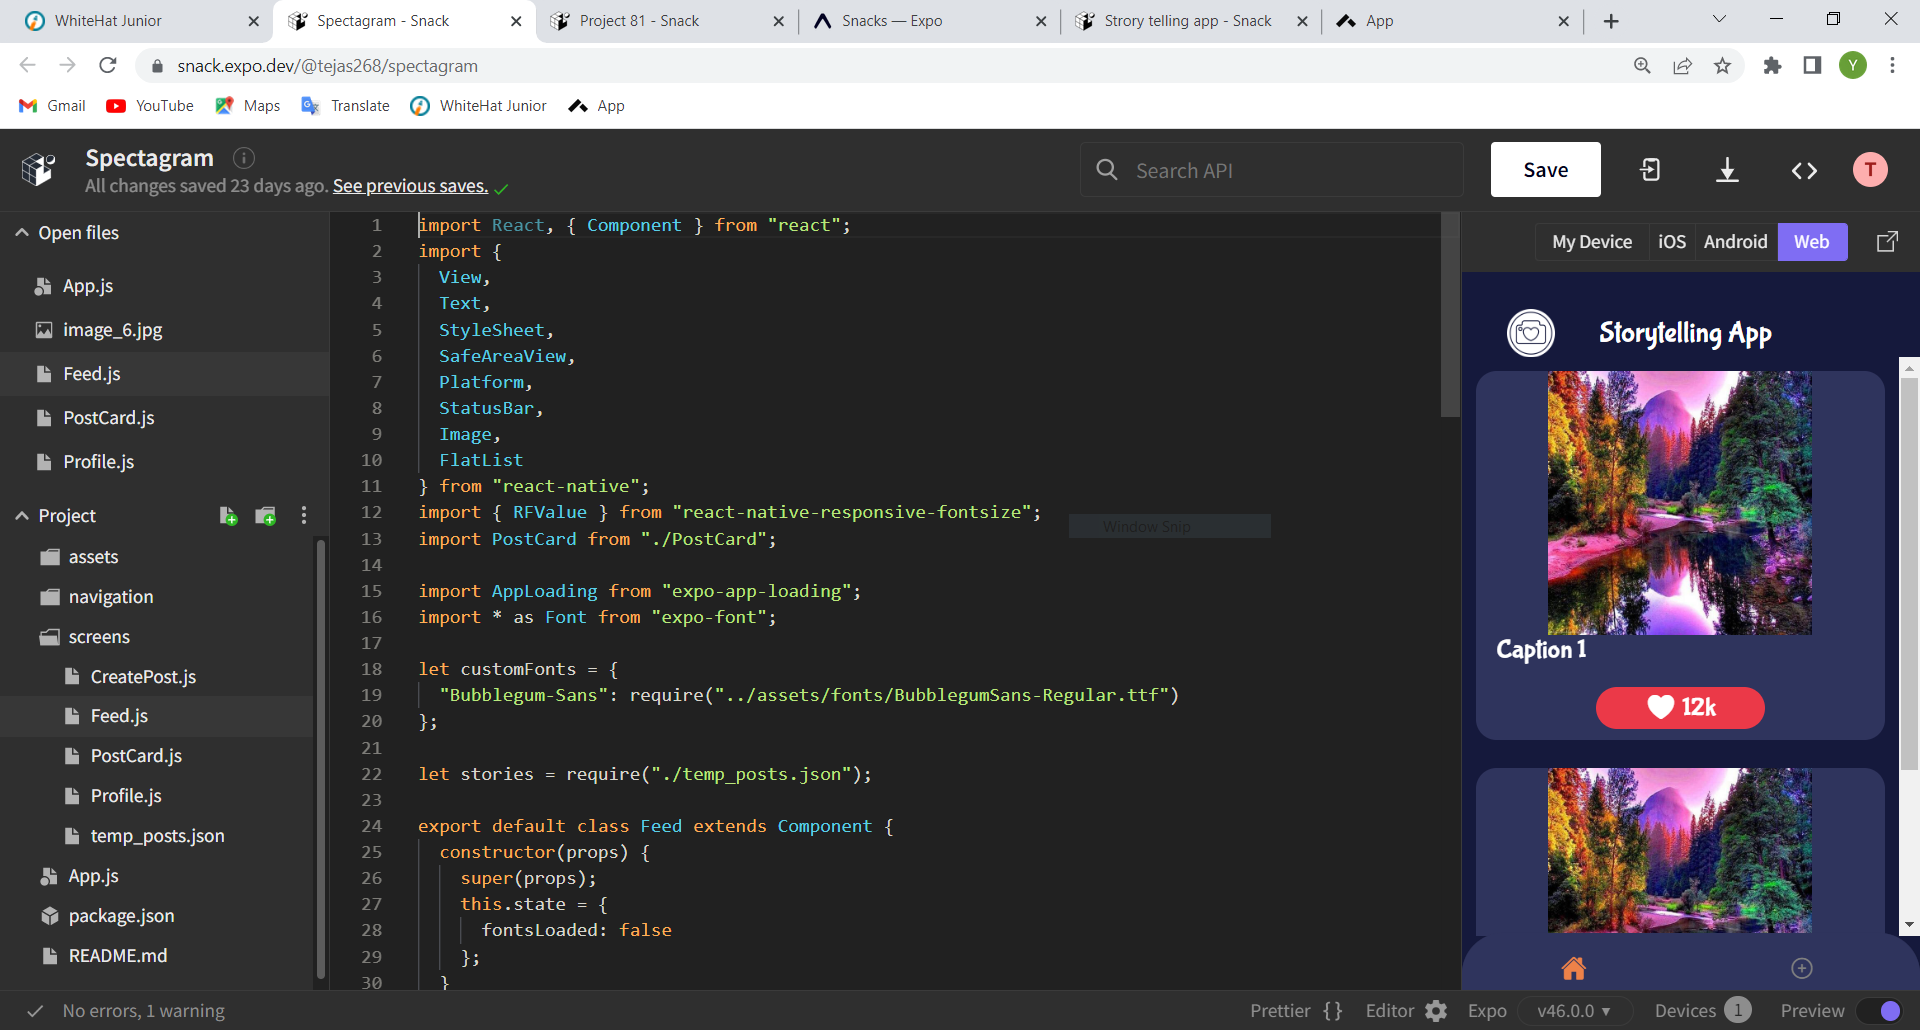 WhiteHat Junior
Spectagram - Snack
Project 81 - Snack
Snacks — Expo
Strory telling app - Snack
App
snack.expo.dev/@tejas268/spectagram
Y
Gmail
YouTube
Maps
Translate
WhiteHat Junior
App
Spectagram
All changes saved 23 days ago. See previous saves.
Search API
Save
T
Open files
App.js
image_6.jpg
Feed.js
PostCard.js
Profile.js
Project
assets
navigation
screens
CreatePost.js
Feed.js
PostCard.js
Profile.js
temp_posts.json
App.js
package.json
README.md
1 import React, { Component } from "react";
2 import {
3 View,
4 Text,
5 StyleSheet,
6 SafeAreaView,
7 Platform,
8 StatusBar,
9 Image,
10 FlatList
11 } from "react-native";
12 import { RFValue } from "react-native-responsive-fontsize";
13 import PostCard from "./PostCard";
14
15 import AppLoading from "expo-app-loading";
16 import * as Font from "expo-font";
17
18 let customFonts = {
19 "Bubblegum-Sans": require("../assets/fonts/BubblegumSans-Regular.ttf")
20 };
21
22 let stories = require("./temp_posts.json");
23
24 export default class Feed extends Component {
25 constructor(props) {
26 super(props);
27 this.state = {
28 fontsLoaded: false
29 };
30 }
Window Snip
My Device
iOS
Android
Web
Storytelling App
Caption 1
12k
No errors, 1 warning
Prettier {}
Editor
Expo
v46.0.0
Devices 1
Preview